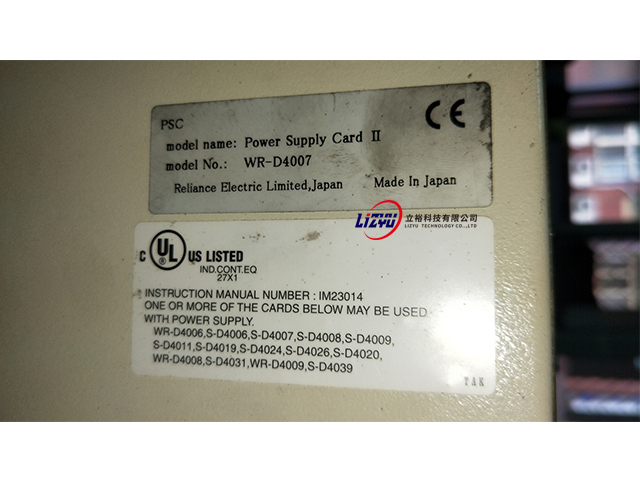 PSC
CE
model name: Power Supply Card II
model No.: WR-D4007
Reliance Electric Limited,Japan Made In Japan
LIZYU 立裕科技有限公司
LIZYU TECHNOLOGY CO.,LTD
C UL US LISTED
IND.CONT.EQ
27X1
INSTRUCTION MANUAL NUMBER : IM23014
ONE OR MORE OF THE CARDS BELOW MAY BE USED
WITH POWER SUPPLY.
WR-D4006,S-D4006,S-D4007,S-D4008,S-D4009,
S-D4011,S-D4019,S-D4024,S-D4026,S-D4020,
WR-D4008,S-D4031,WR-D4009,S-D4039
TAK